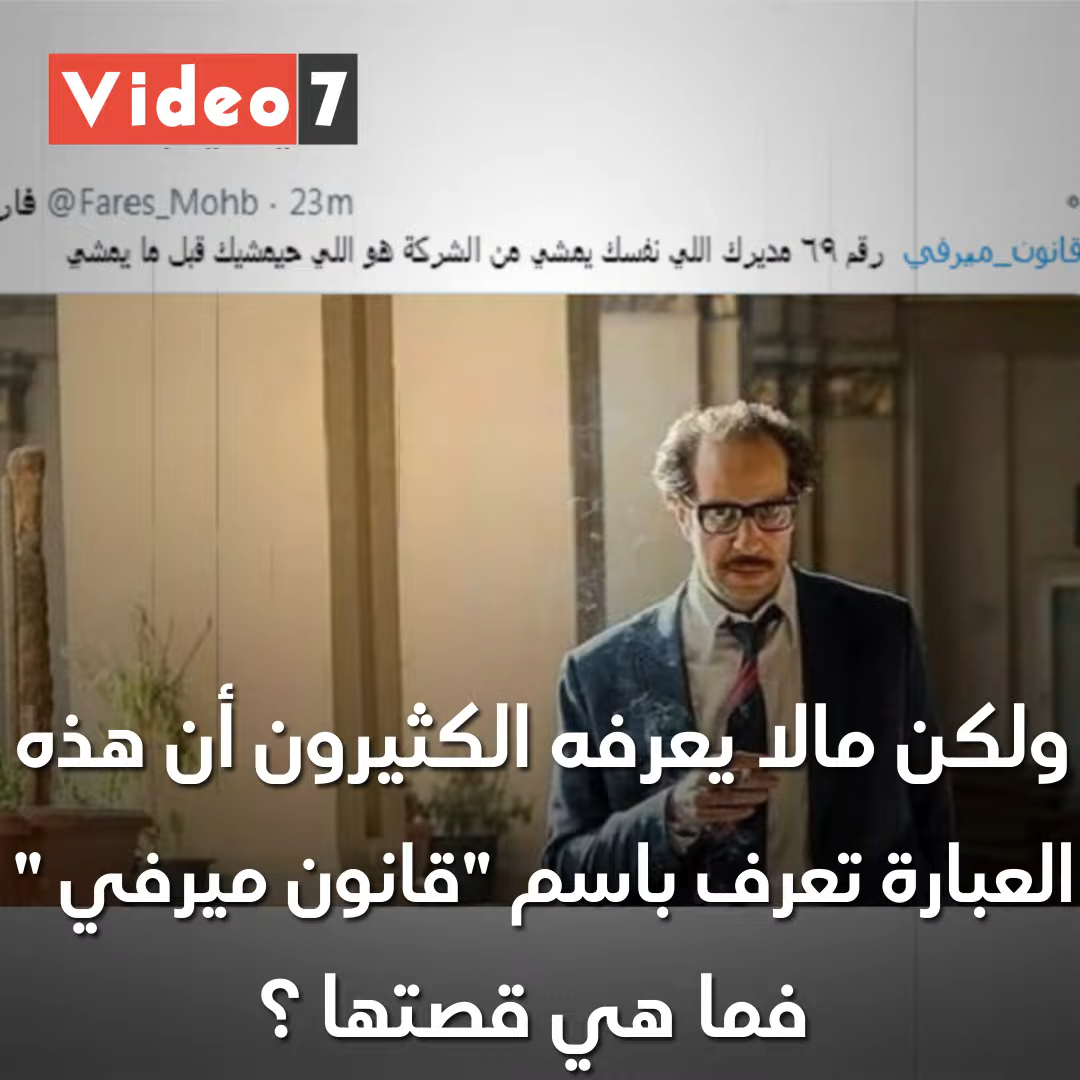 Video 7
فار @Fares_Mohb · 23m
قانون_ميرفي رقم ٦٩ مديرك اللي نفسك يمشي من الشركة هو اللي حيمشيك قبل ما يمشي
ولكن مالا يعرفه الكثيرون أن هذه
العبارة تعرف باسم "قانون ميرفي "
فما هي قصتها ؟